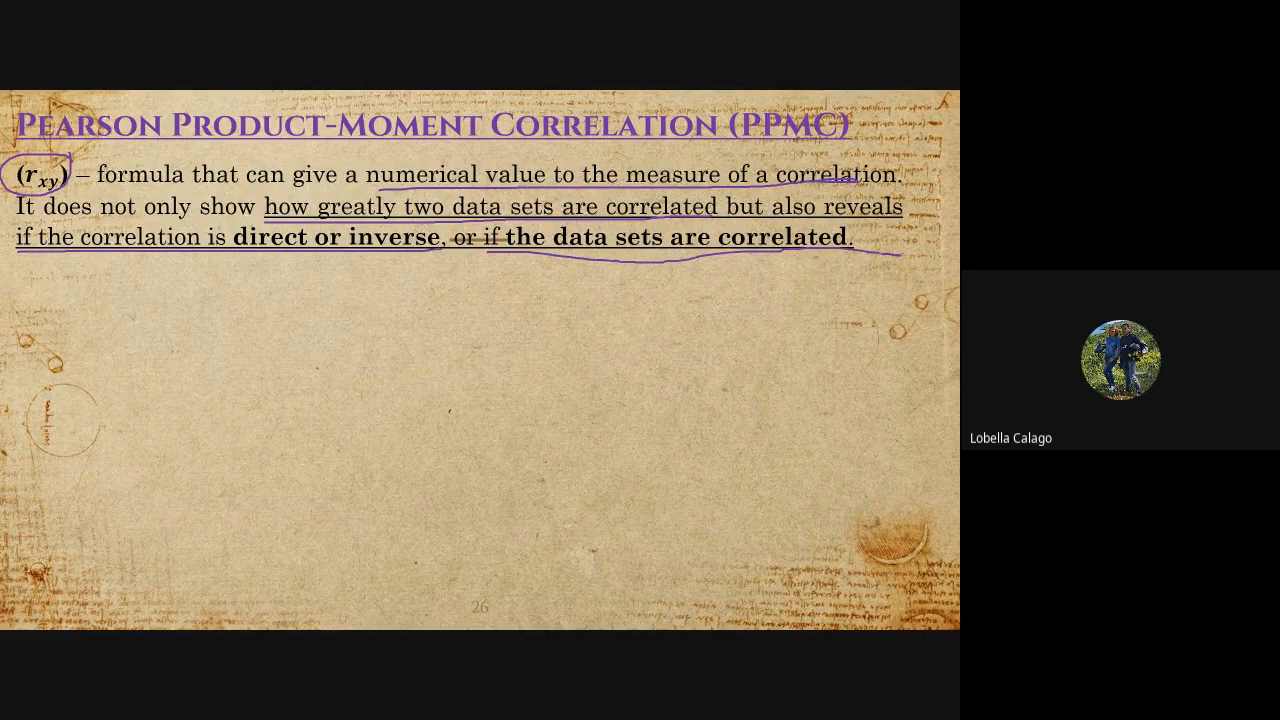 PEARSON PRODUCT-MOMENT CORRELATION (PPMC)
(r_xy) – formula that can give a numerical value to the measure of a correlation.
It does not only show how greatly two data sets are correlated but also reveals
if the correlation is direct or inverse, or if the data sets are correlated.
26
Lobella Calago